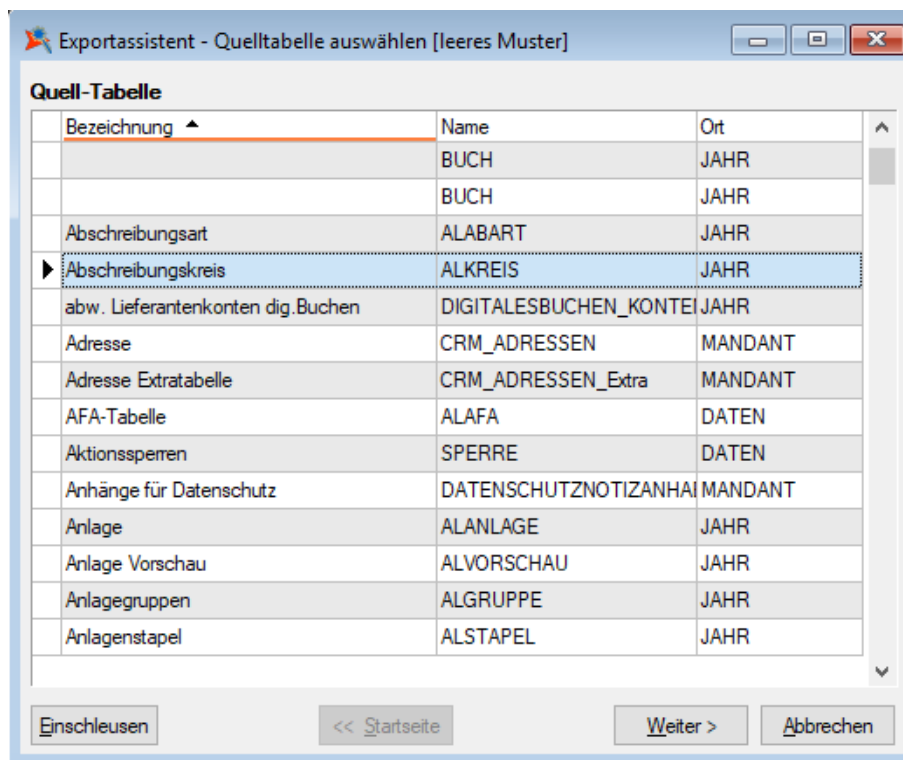 Exportassistent - Quelltabelle auswählen [leeres Muster]
Quell-Tabelle
Bezeichnung Name Ort
BUCH JAHR
BUCH JAHR
Abschreibungsart ALABART JAHR
Abschreibungskreis ALKREIS JAHR
abw. Lieferantenkonten dig.Buchen DIGITALESBUCHEN_KONTEI JAHR
Adresse CRM_ADRESSEN MANDANT
Adresse Extratabelle CRM_ADRESSEN_Extra MANDANT
AFA-Tabelle ALAFA DATEN
Aktionssperren SPERRE DATEN
Anhänge für Datenschutz DATENSCHUTZNOTIZANHAI MANDANT
Anlage ALANLAGE JAHR
Anlage Vorschau ALVORSCHAU JAHR
Anlagegruppen ALGRUPPE JAHR
Anlagenstapel ALSTAPEL JAHR
Einschleusen << Startseite Weiter > Abbrechen